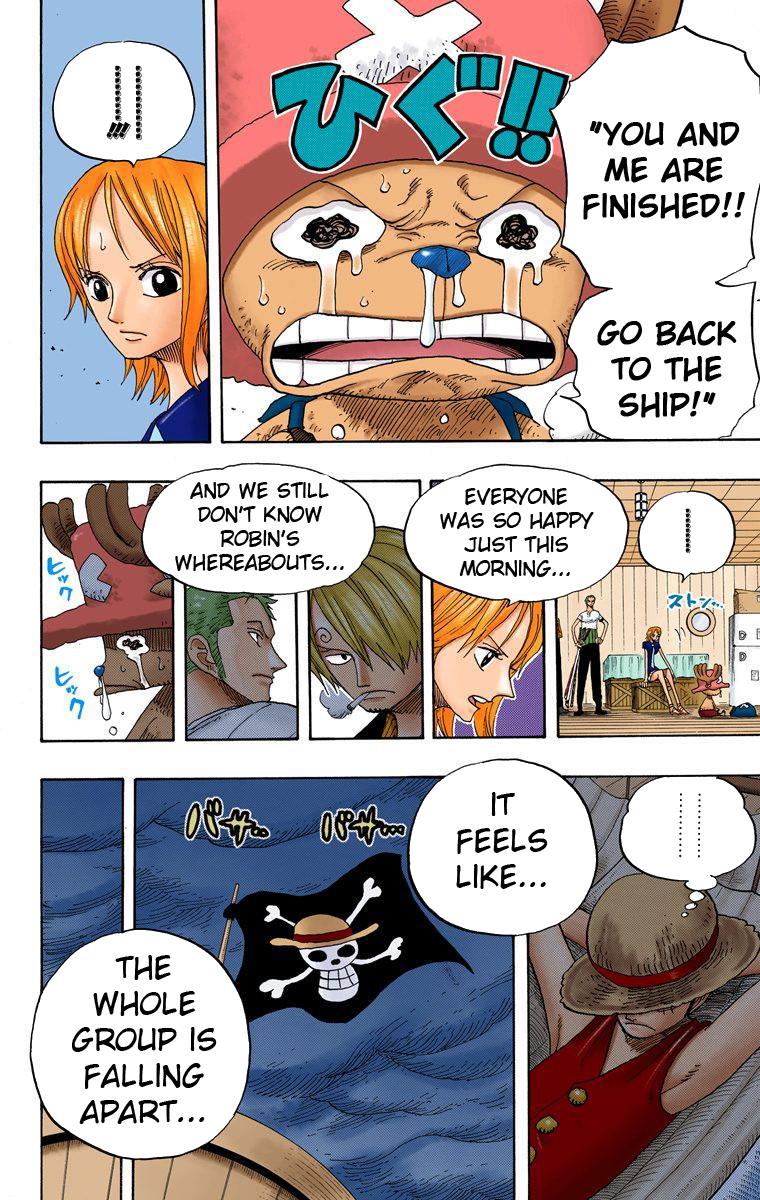 "YOU AND
ME ARE
FINISHED!!
GO BACK
TO THE
SHIP!"
ひぐ!!
......!!
ストン...
EVERYONE
WAS SO HAPPY
JUST THIS
MORNING...
AND WE STILL
DON'T KNOW
ROBIN'S
WHEREABOUTS...
ヒック
ヒック
IT
FEELS
LIKE...
バサ...
バサ..
THE
WHOLE
GROUP IS
FALLING
APART...